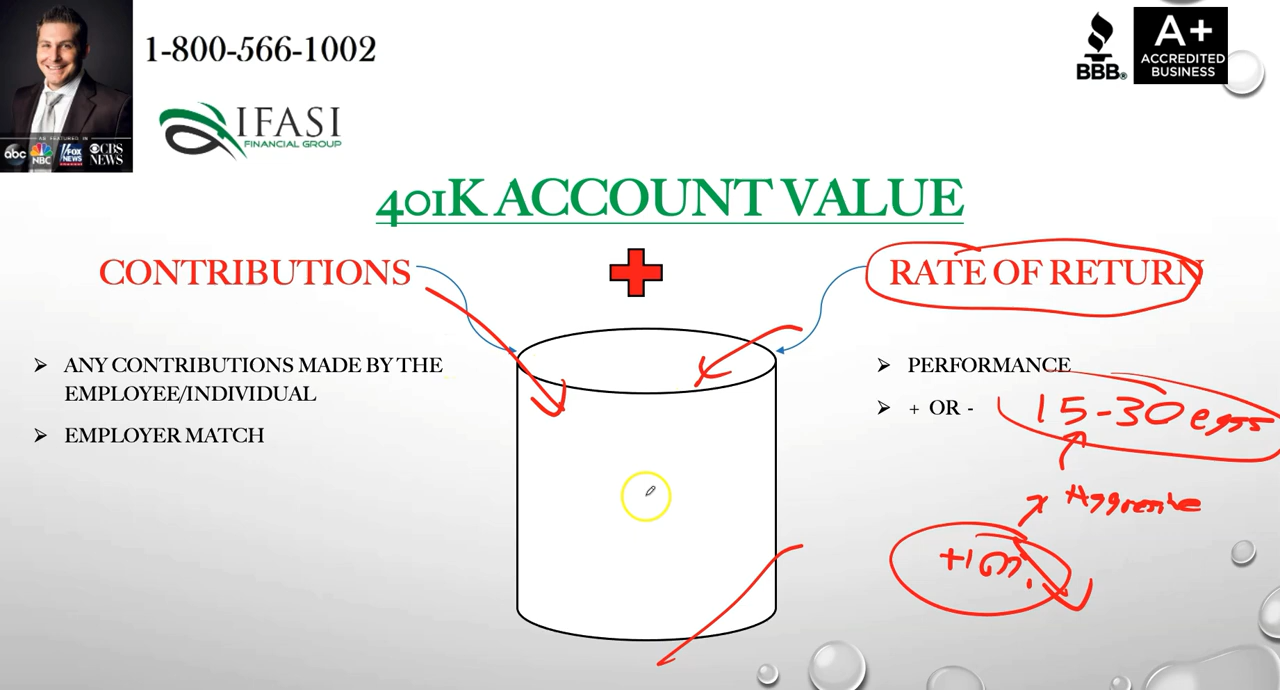 1-800-566-1002
BBB®
A+
ACCREDITED
BUSINESS
IFASI
FINANCIAL GROUP
AS FEATURED IN
abc NBC FOX NEWS CBS NEWS
401K ACCOUNT VALUE
CONTRIBUTIONS
RATE OF RETURN
ANY CONTRIBUTIONS MADE BY THE
EMPLOYEE/INDIVIDUAL
EMPLOYER MATCH
PERFORMANCE
+ OR -
15-30